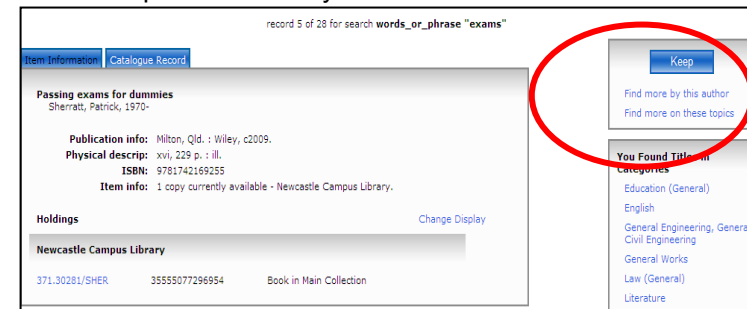 record 5 of 28 for search words_or_phrase "exams"
Item Information Catalogue Record
Passing exams for dummies
Sherratt, Patrick, 1970-
Publication info: Milton, Qld. : Wiley, c2009.
Physical descrip: xvi, 229 p. : ill.
ISBN: 9781742169255
Item info: 1 copy currently available - Newcastle Campus Library.
Holdings Change Display
Newcastle Campus Library
371.30281/SHER 35555077296954 Book in Main Collection
Keep
Find more by this author
Find more on these topics
You Found Titles in
Categories
Education (General)
English
General Engineering, Genera
Civil Engineering
General Works
Law (General)
Literature